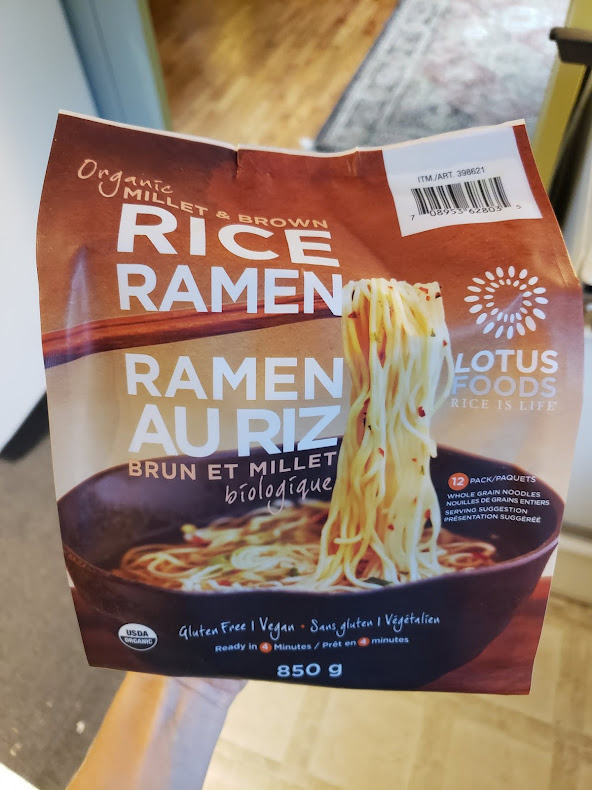 ITM./ART. 398621
7 08953 62803 5
Organic
MILLET & BROWN
RICE
RAMEN
RAMEN
AU RIZ
BRUN ET MILLET
biologique
LOTUS
FOODS
RICE IS LIFE
12 PACK/PAQUETS
WHOLE GRAIN NOODLES
NOUILLES DE GRAINS ENTIERS
SERVING SUGGESTION
PRÉSENTATION SUGGÉRÉE
USDA
ORGANIC
Gluten Free | Vegan • Sans gluten | Végétalien
Ready in 4 Minutes / Prêt en 4 minutes
850 g